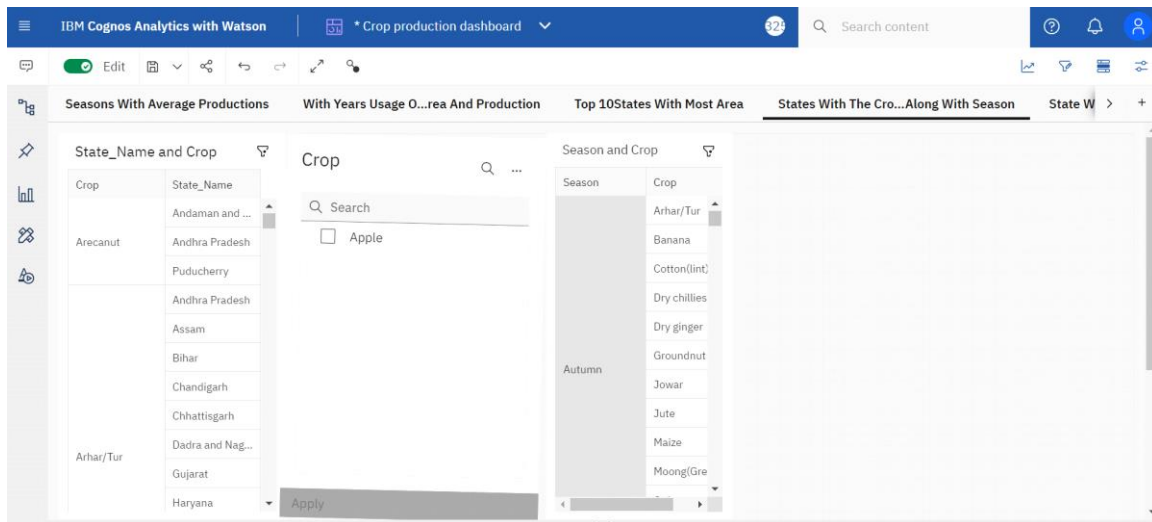 IBM Cognos Analytics with Watson
* Crop production dashboard
Search content
Edit
Seasons With Average Productions
With Years Usage O...rea And Production
Top 10States With Most Area
States With The Cro...Along With Season
State W
State_Name and Crop
Crop State_Name
Arecanut
Andaman and ...
Andhra Pradesh
Puducherry
Arhar/Tur
Andhra Pradesh
Assam
Bihar
Chandigarh
Chhattisgarh
Dadra and Nag...
Gujarat
Haryana
Crop
...
Search
Apple
Apply
Season and Crop
Season Crop
Autumn
Arhar/Tur
Banana
Cotton(lint)
Dry chillies
Dry ginger
Groundnut
Jowar
Jute
Maize
Moong(Gre